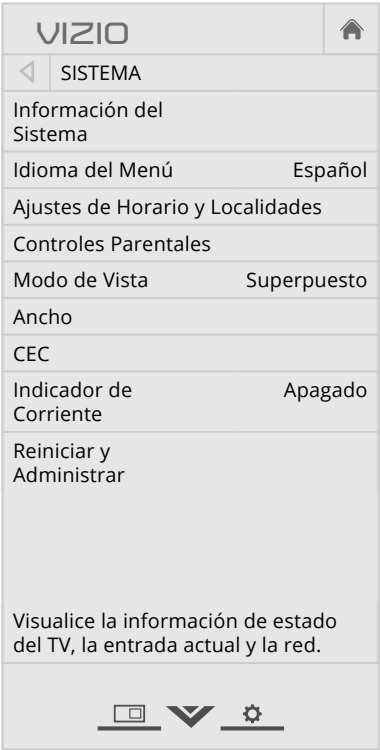 VIZIO
SISTEMA
Información del
Sistema
Idioma del Menú Español
Ajustes de Horario y Localidades
Controles Parentales
Modo de Vista Superpuesto
Ancho
CEC
Indicador de Apagado
Corriente
Reiniciar y
Administrar
Visualice la información de estado
del TV, la entrada actual y la red.